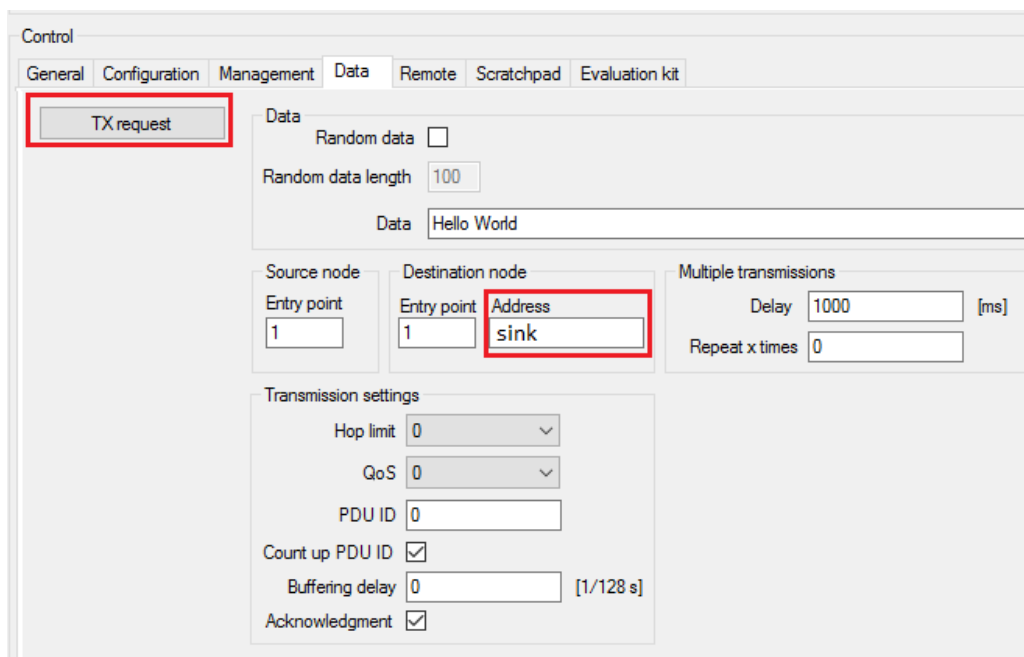 Control
General Configuration Management Data Remote Scratchpad Evaluation kit
TX request
Data
Random data
Random data length 100
Data Hello World
Source node
Entry point
1
Destination node
Entry point Address
1 sink
Multiple transmissions
Delay 1000 [ms]
Repeat x times 0
Transmission settings
Hop limit 0
QoS 0
PDU ID 0
Count up PDU ID
Buffering delay 0 [1/128 s]
Acknowledgment